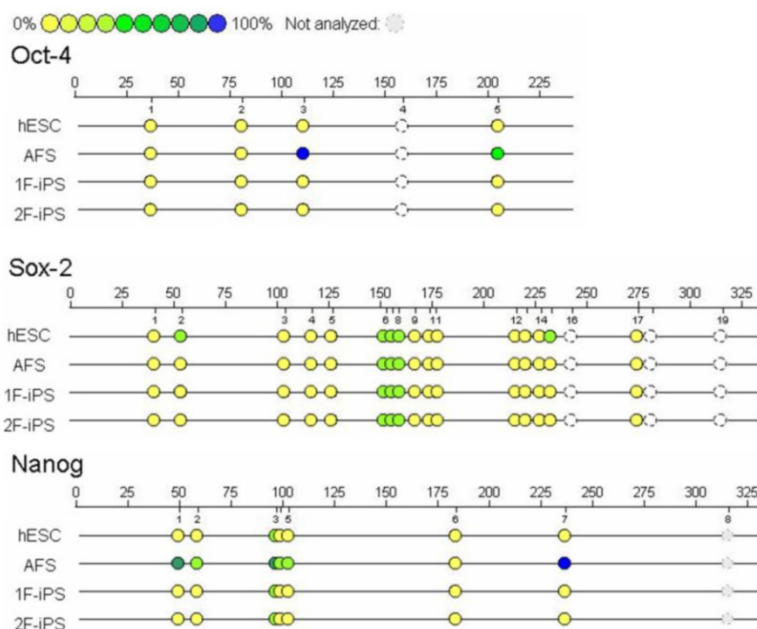 0% 100% Not analyzed:
Oct-4
0 25 50 75 100 125 150 175 200 225
1 2 3 4 5
hESC
AFS
1F-iPS
2F-iPS
Sox-2
0 25 50 75 100 125 150 175 200 225 250 275 300 325
1 2 3 4 5 6 8 9 11 12 14 16 17 19
hESC
AFS
1F-iPS
2F-iPS
Nanog
0 25 50 75 100 125 150 175 200 225 250 275 300 325
1 2 3 5 6 7 8
hESC
AFS
1F-iPS
2F-iPS